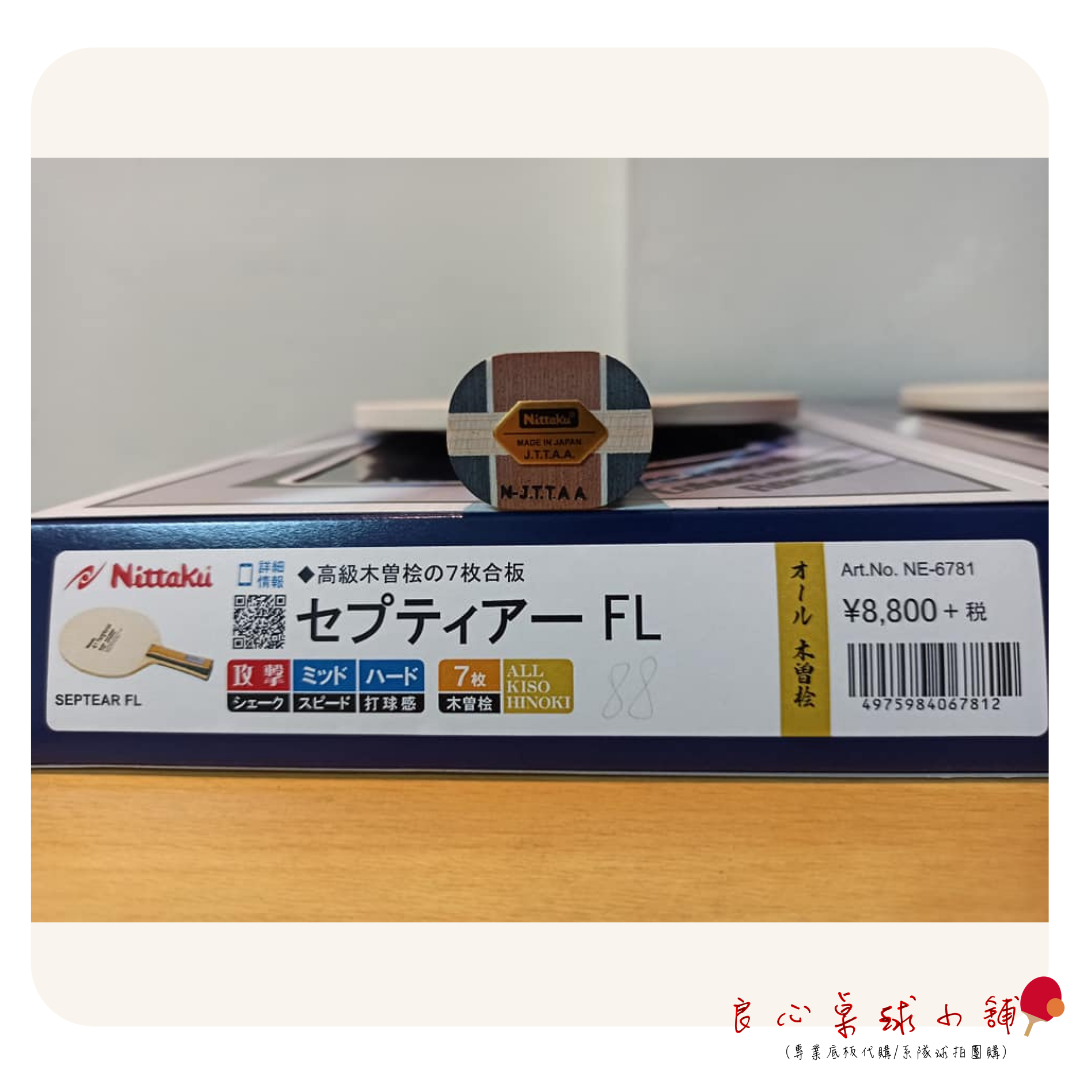 Nittaku
MADE IN JAPAN
J.T.T.A.A.
N-J.T.T.A A
Nittaku
詳細
情報
◆高級木曽桧の7枚合板
セプティアー FL
SEPTEAR FL
攻撃
シェーク
ミッド
スピード
ハード
打球感
7枚
木曽桧
ALL
KISO
HINOKI
88
オール 木曽桧
Art.No. NE-6781
¥8,800+税
4975984067812
良心桌球小舖
(專業底板代購/系隊球拍團購)